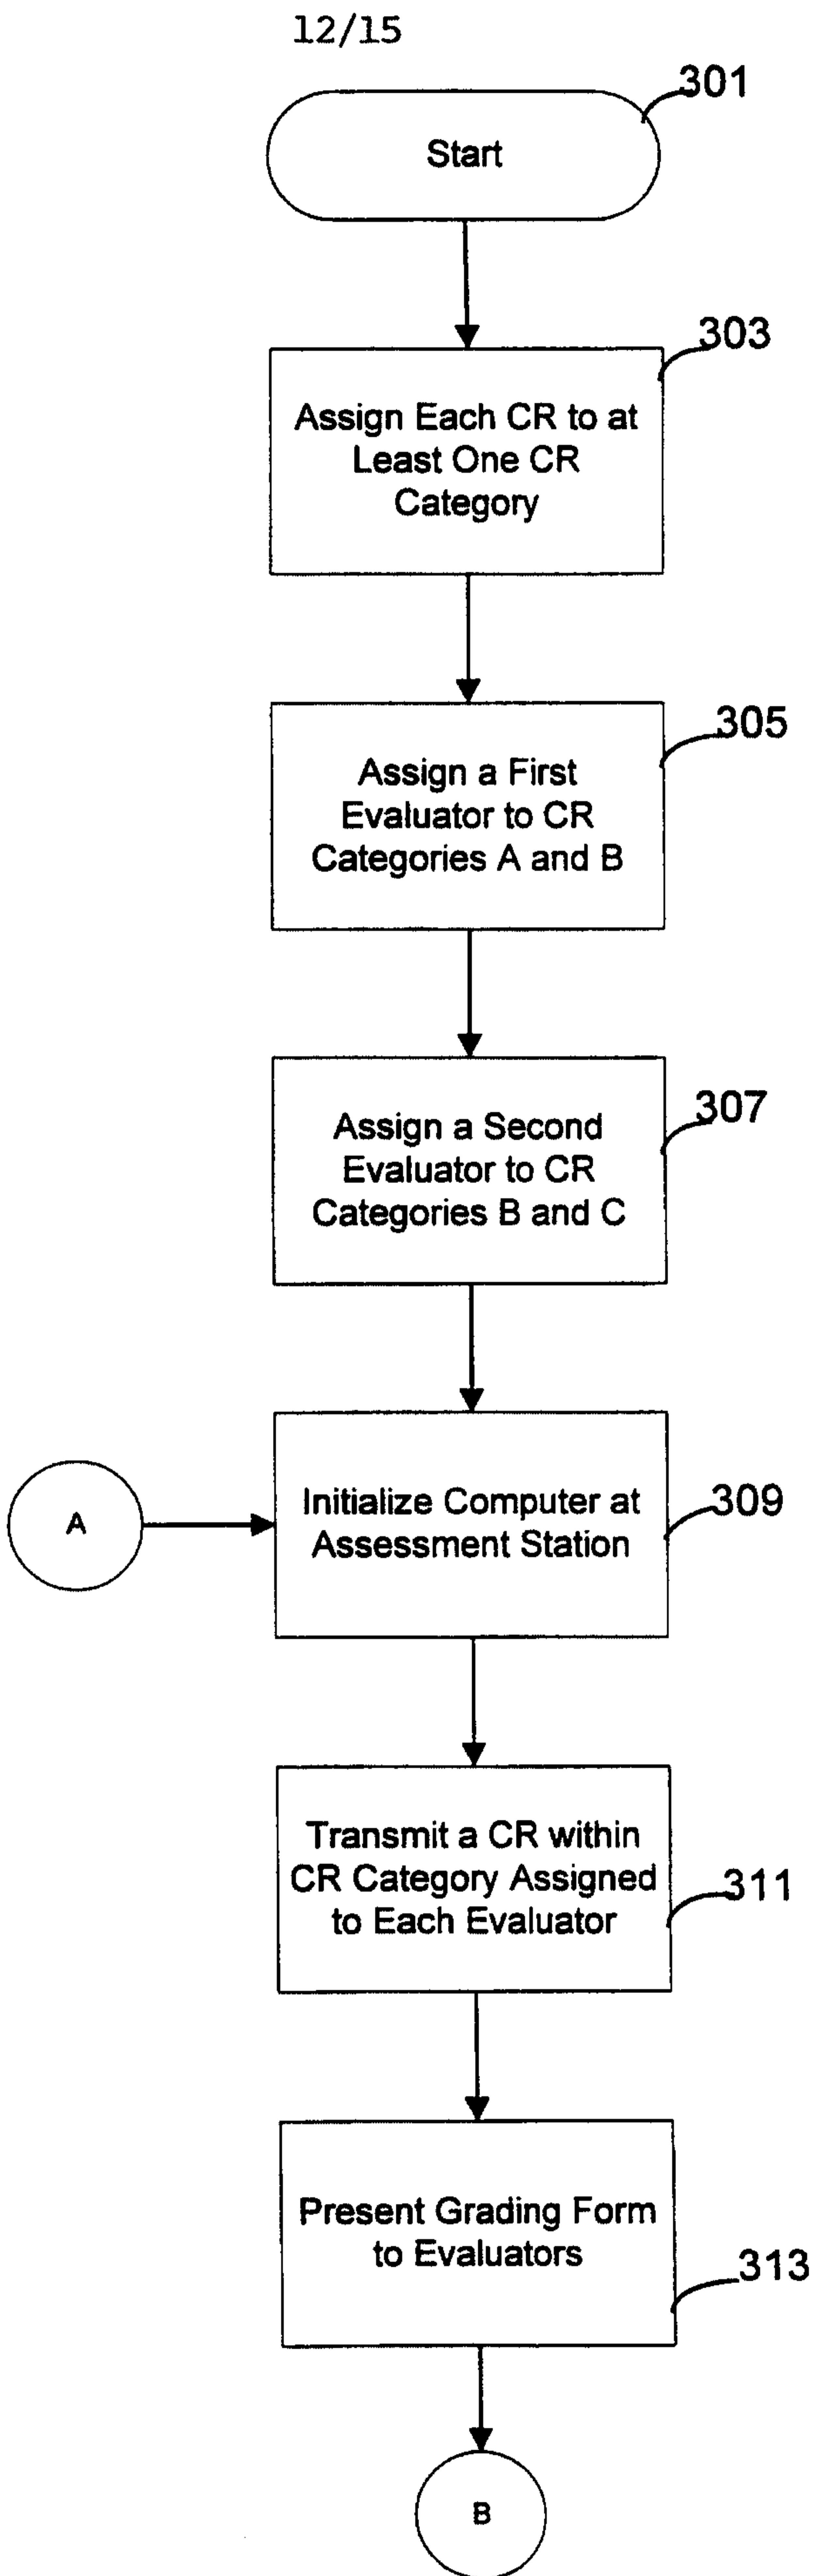 12/15
301
Start
303
Assign Each CR to at
Least One CR
Category
305
Assign a First
Evaluator to CR
Categories A and B
307
Assign a Second
Evaluator to CR
Categories B and C
A
Initialize Computer at
Assessment Station
309
Transmit a CR within
CR Category Assigned
to Each Evaluator
311
Present Grading Form
to Evaluators
313
B